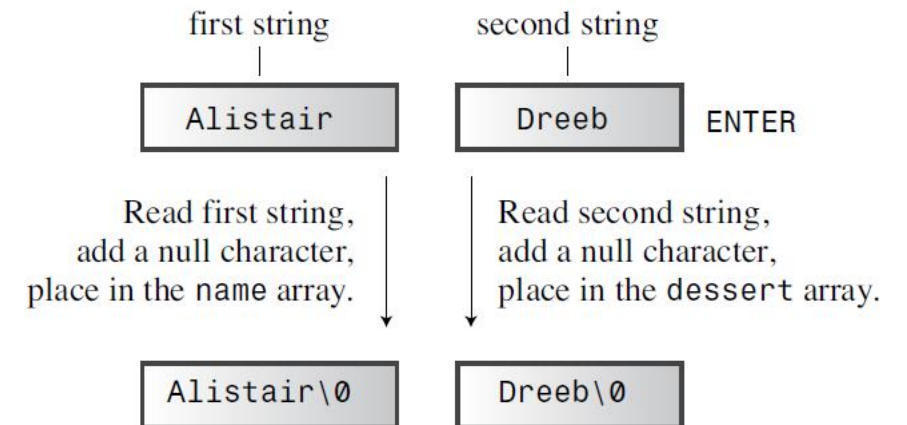 first string
second string
Alistair
Dreeb
ENTER
Read first string,
add a null character,
place in the name array.
Read second string,
add a null character,
place in the dessert array.
Alistair\0
Dreeb\0